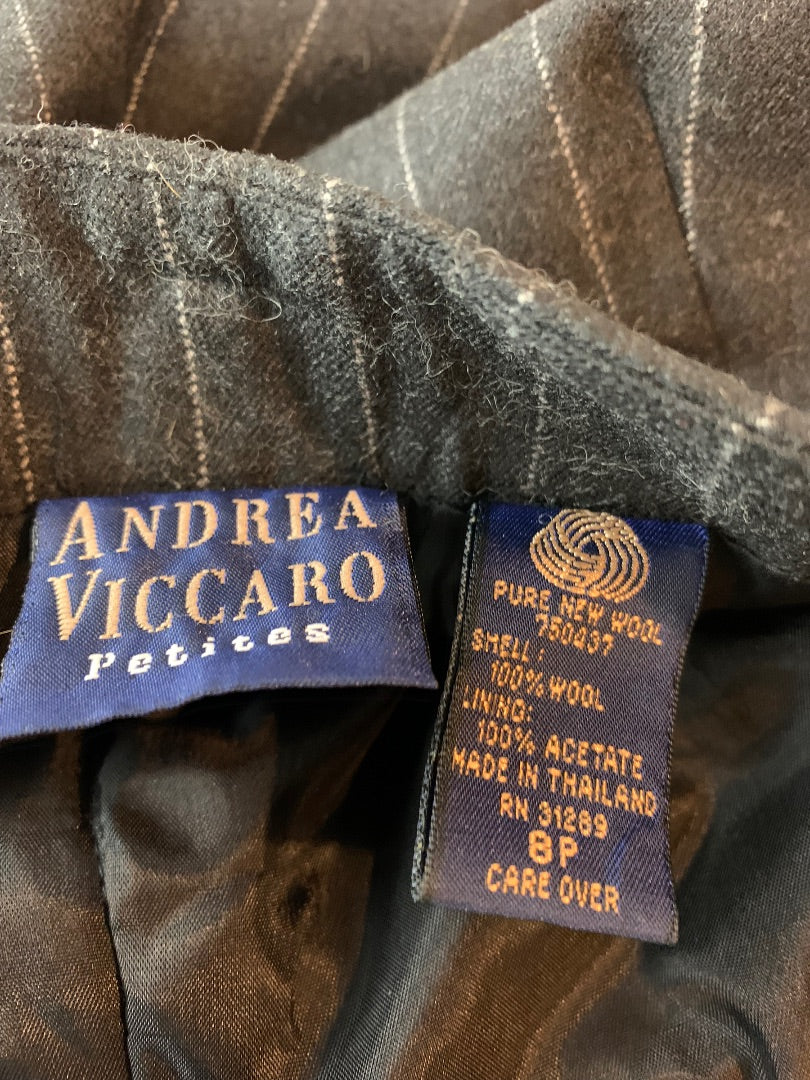 ANDREA
VICCARO
Petites
PURE NEW WOOL
750437
SHELL:
100% WOOL
LINING:
100% ACETATE
MADE IN THAILAND
RN 31289
8P
CARE OVER